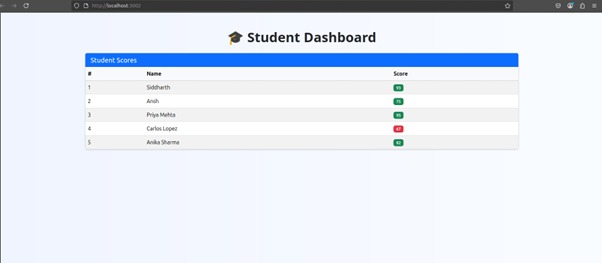 http://localhost:3002
🎓 Student Dashboard
Student Scores
# Name Score
1 Siddharth 93
2 Ansh 75
3 Priya Mehta 95
4 Carlos Lopez 67
5 Anika Sharma 82